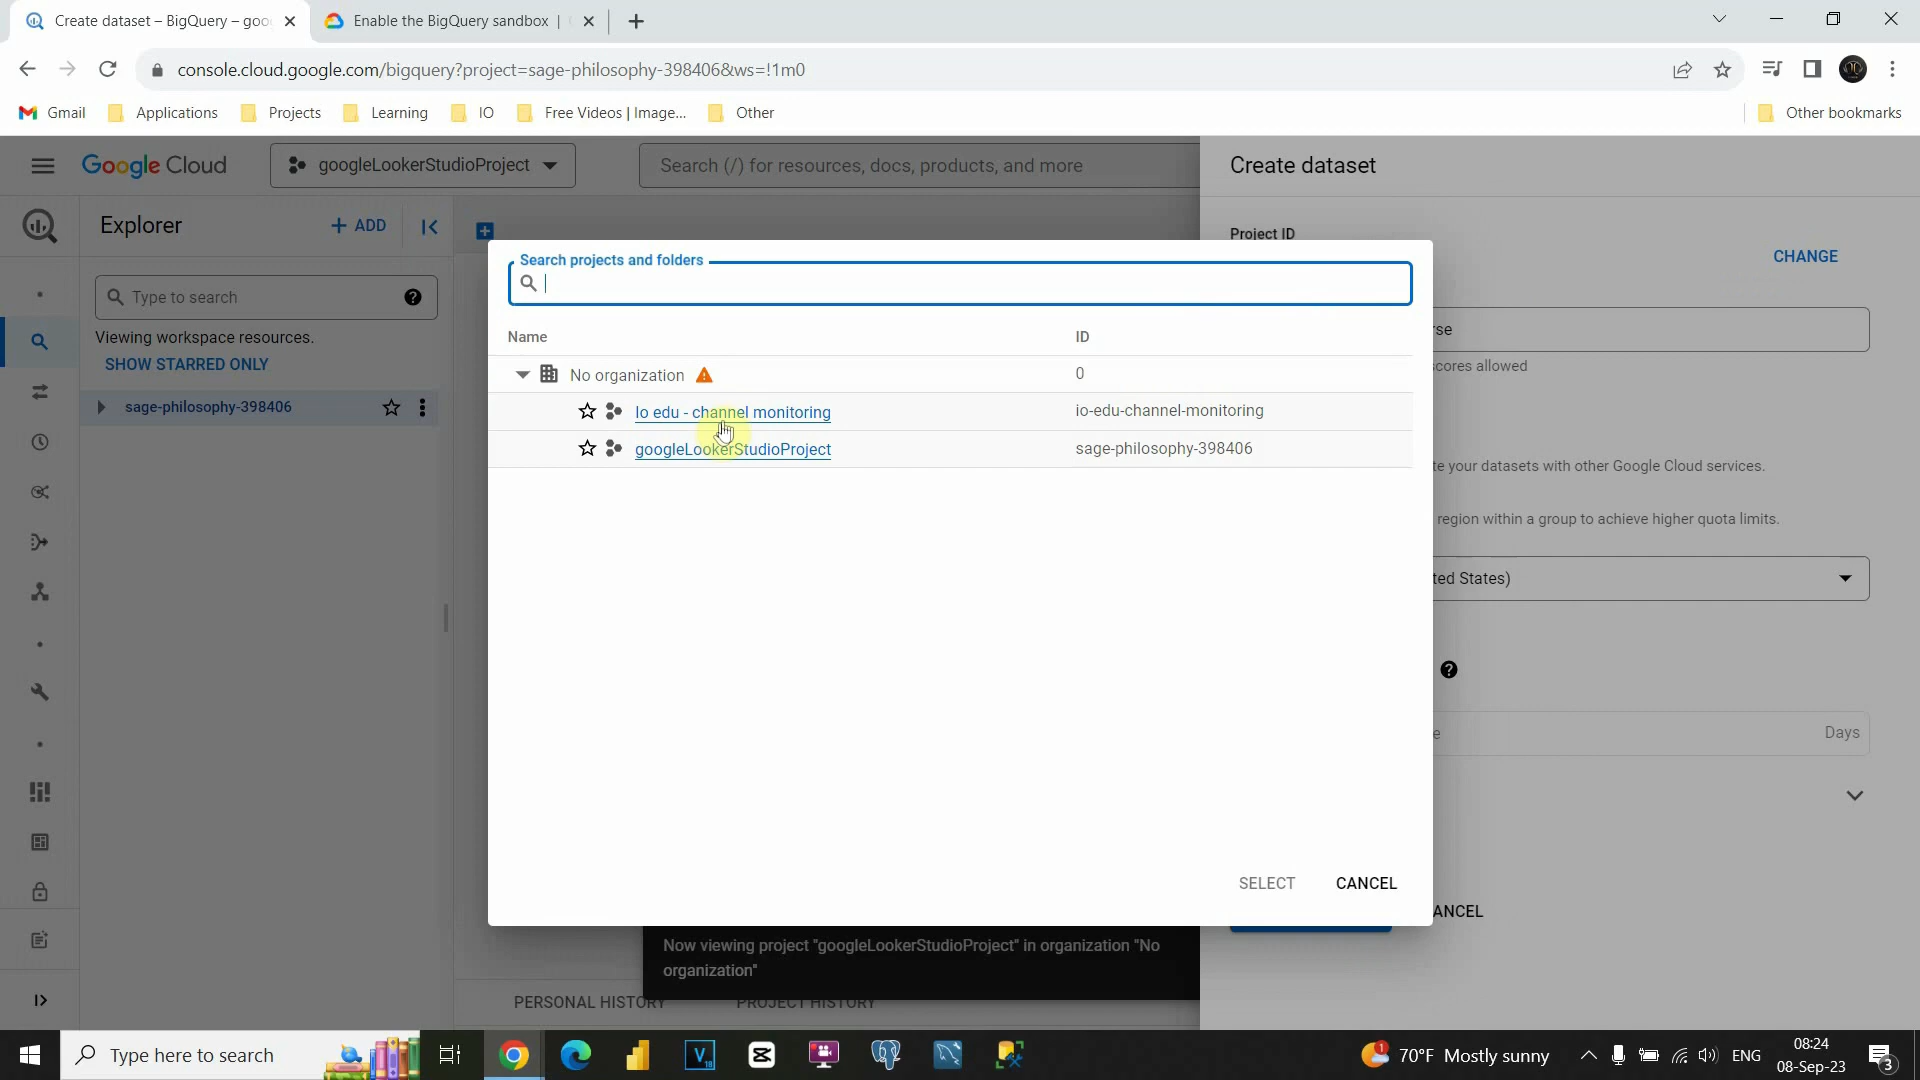 Create dataset – BigQuery – goo
Enable the BigQuery sandbox |
console.cloud.google.com/bigquery?project=sage-philosophy-398406&ws=!1m0
Gmail
Applications
Projects
Learning
IO
Free Videos | Image...
Other
Other bookmarks
Google Cloud
googleLookerStudioProject
Search (/) for resources, docs, products, and more
Create dataset
Explorer
+ ADD
Project ID
CHANGE
Search projects and folders
Type to search
Viewing workspace resources.
SHOW STARRED ONLY
sage-philosophy-398406
Name
ID
No organization
0
Io edu - channel monitoring
io-edu-channel-monitoring
googleLookerStudioProject
sage-philosophy-398406
rse
cores allowed
te your datasets with other Google Cloud services.
region within a group to achieve higher quota limits.
ted States)
e
Days
SELECT
CANCEL
ANCEL
Now viewing project "googleLookerStudioProject" in organization "No
organization"
PERSONAL HISTORY
PROJECT HISTORY
Type here to search
V
18
1
70°F Mostly sunny
ENG
08:24
08-Sep-23
3